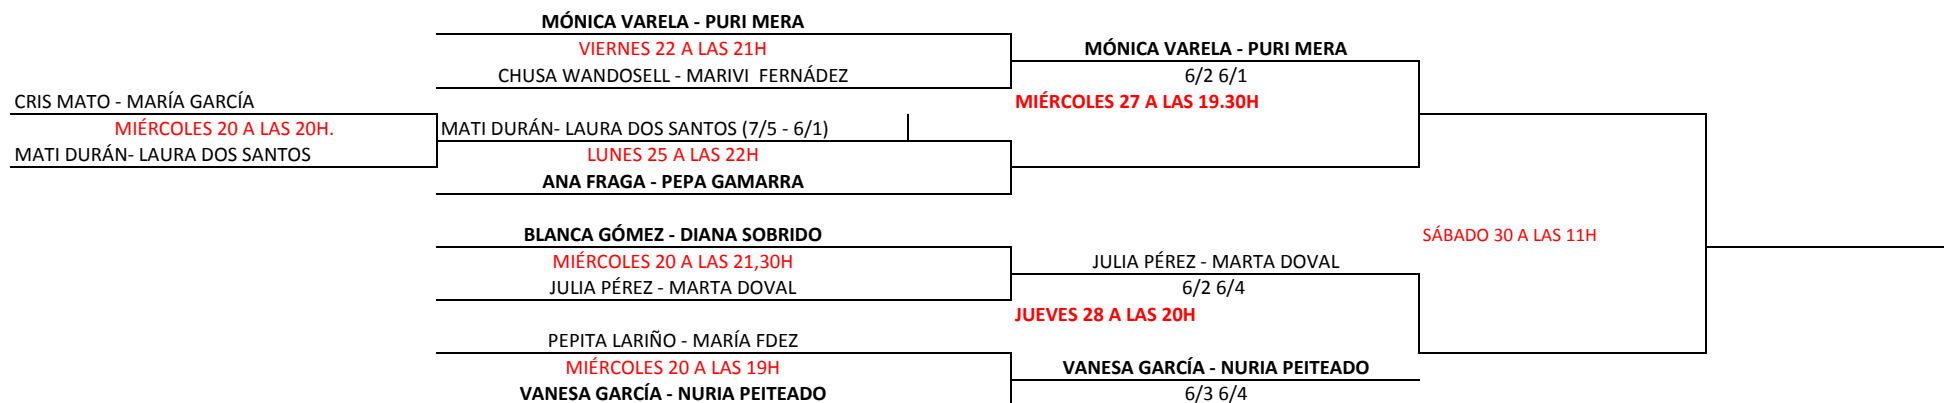 MÓNICA VARELA - PURI MERA
VIERNES 22 A LAS 21H
MÓNICA VARELA - PURI MERA
CHUSA WANDOSELL - MARIVI  FERNÁDEZ
6/2 6/1
CRIS MATO - MARÍA GARCÍA
MIÉRCOLES 27 A LAS 19.30H
MIÉRCOLES 20 A LAS 20H.
MATI DURÁN- LAURA DOS SANTOS (7/5 - 6/1)
MATI DURÁN- LAURA DOS SANTOS
LUNES 25 A LAS 22H
ANA FRAGA - PEPA GAMARRA
BLANCA GÓMEZ - DIANA SOBRIDO
SÁBADO 30 A LAS 11H
MIÉRCOLES 20 A LAS 21,30H
JULIA PÉREZ - MARTA DOVAL
JULIA PÉREZ - MARTA DOVAL
6/2 6/4
JUEVES 28 A LAS 20H
PEPITA LARIÑO - MARÍA FDEZ
MIÉRCOLES 20 A LAS 19H
VANESA GARCÍA - NURIA PEITEADO
VANESA GARCÍA - NURIA PEITEADO
6/3 6/4